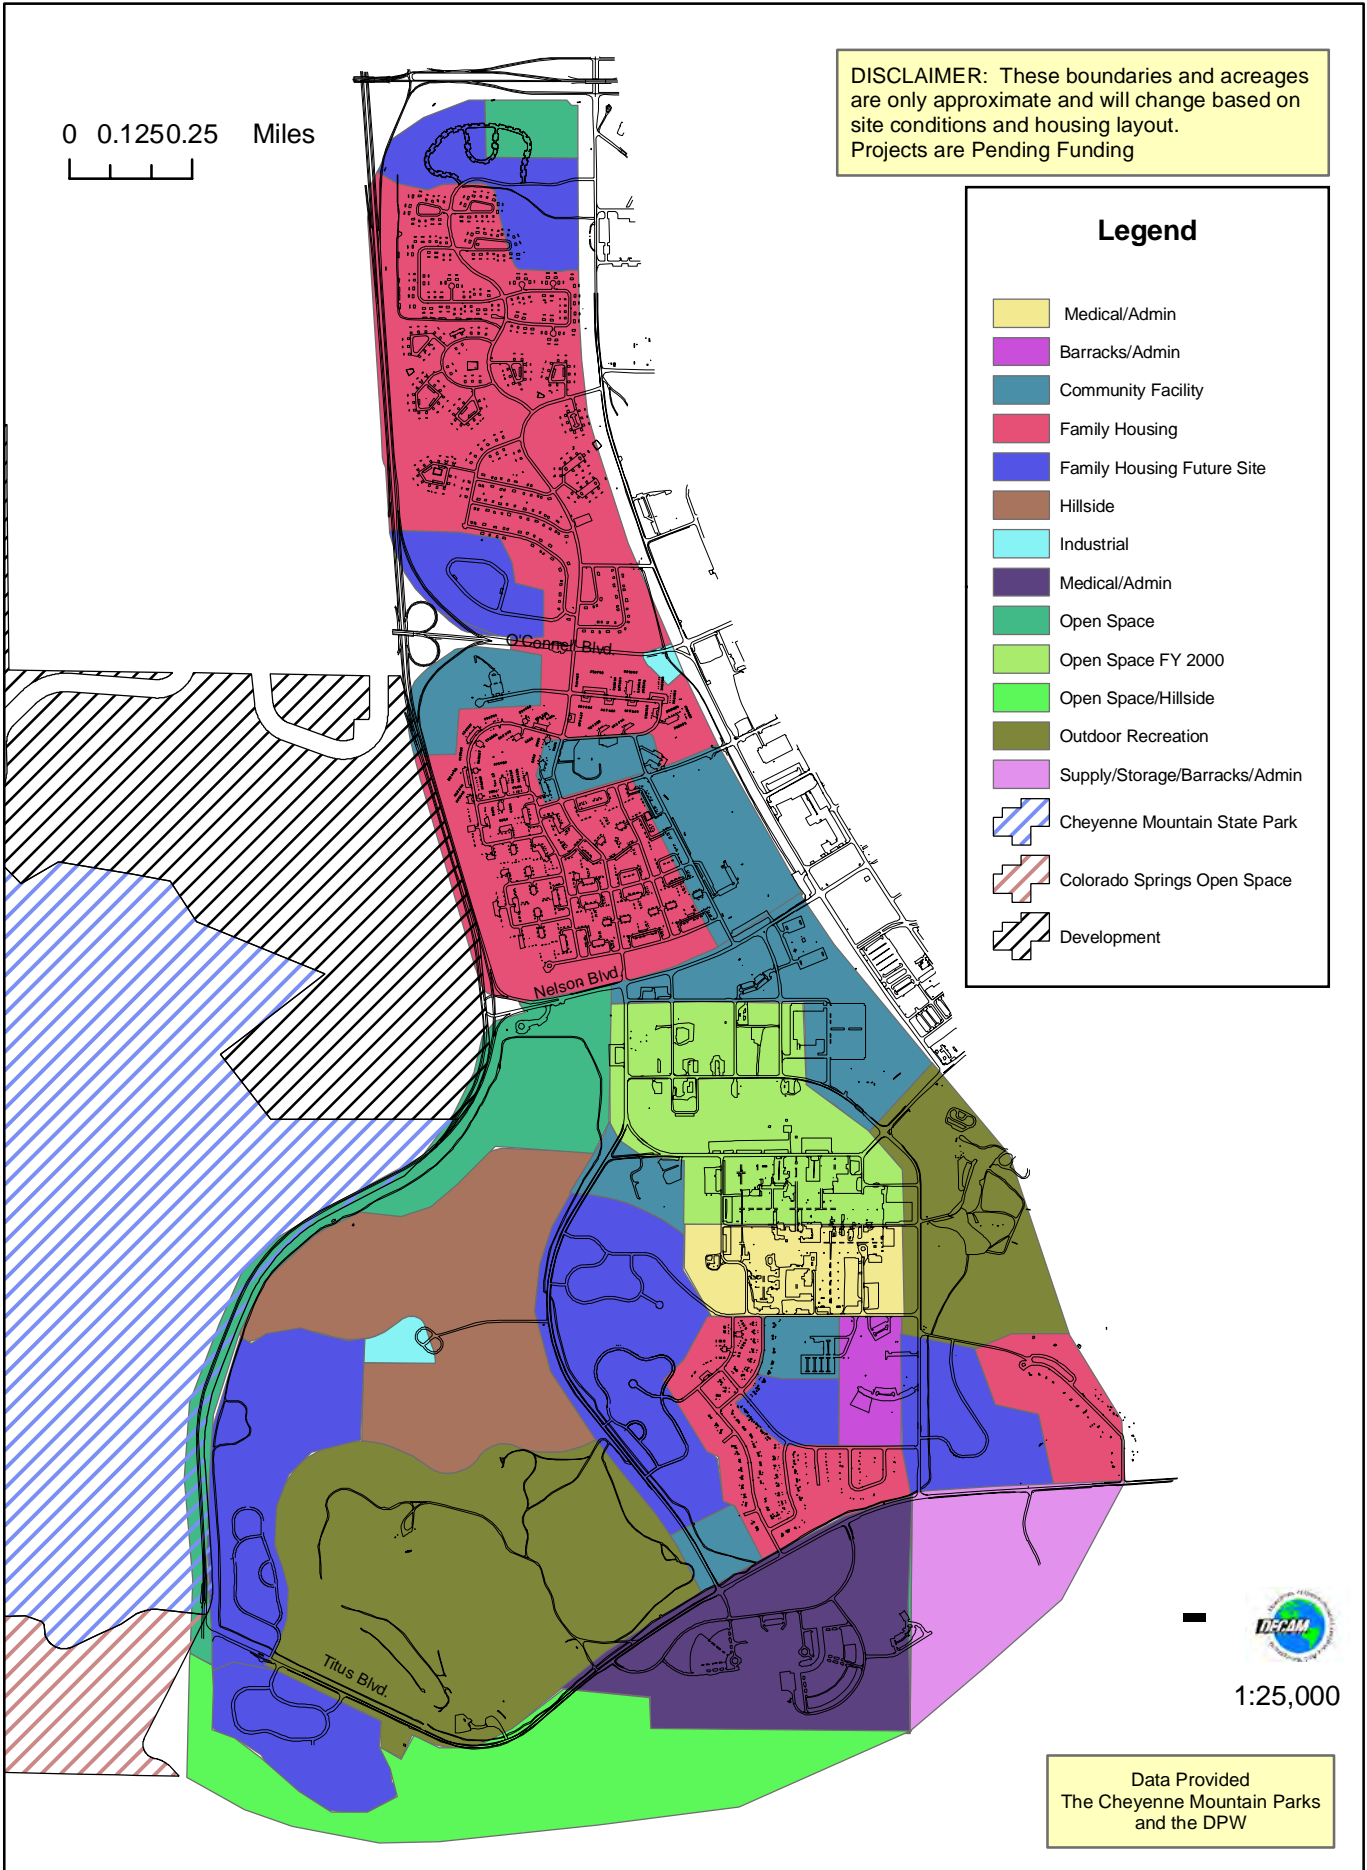 DISCLAIMER: These boundaries and acreages
are only approximate and will change based on
site conditions and housing layout.
Projects are Pending Funding
0 0.1250.25 Miles
Legend
Medical/Admin
Barracks/Admin
Community Facility
Family Housing
Family Housing Future Site
Hillside
Industrial
Medical/Admin
Open Space
Open Space FY 2000
Open Space/Hillside
Outdoor Recreation
Supply/Storage/Barracks/Admin
Cheyenne Mountain State Park
Colorado Springs Open Space
Development
O'Connell Blvd.
Nelson Blvd.
Titus Blvd.
DECAM
1:25,000
Data Provided
The Cheyenne Mountain Parks
and the DPW